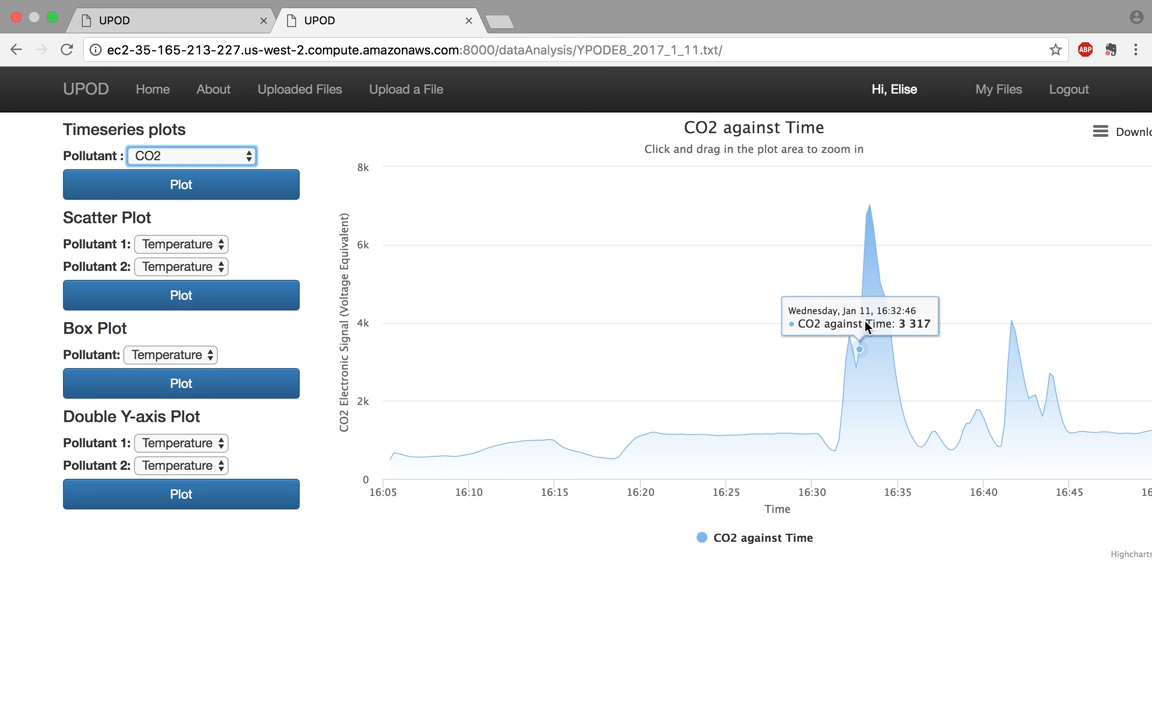 UPOD
UPOD
ec2-35-165-213-227.us-west-2.compute.amazonaws.com:8000/dataAnalysis/YPODE8_2017_1_11.txt/
ABP
UPOD Home About Uploaded Files Upload a File Hi, Elise My Files Logout
Timeseries plots
Pollutant : CO2
Plot
Scatter Plot
Pollutant 1: Temperature
Pollutant 2: Temperature
Plot
Box Plot
Pollutant: Temperature
Plot
Double Y-axis Plot
Pollutant 1: Temperature
Pollutant 2: Temperature
Plot
CO2 against Time
Click and drag in the plot area to zoom in
Downlo
CO2 Electronic Signal (Voltage Equivalent)
8k
6k
4k
2k
0
Wednesday, Jan 11, 16:32:46
CO2 against Time: 3 317
16:05 16:10 16:15 16:20 16:25 16:30 16:35 16:40 16:45 16
Time
CO2 against Time
Highcharts